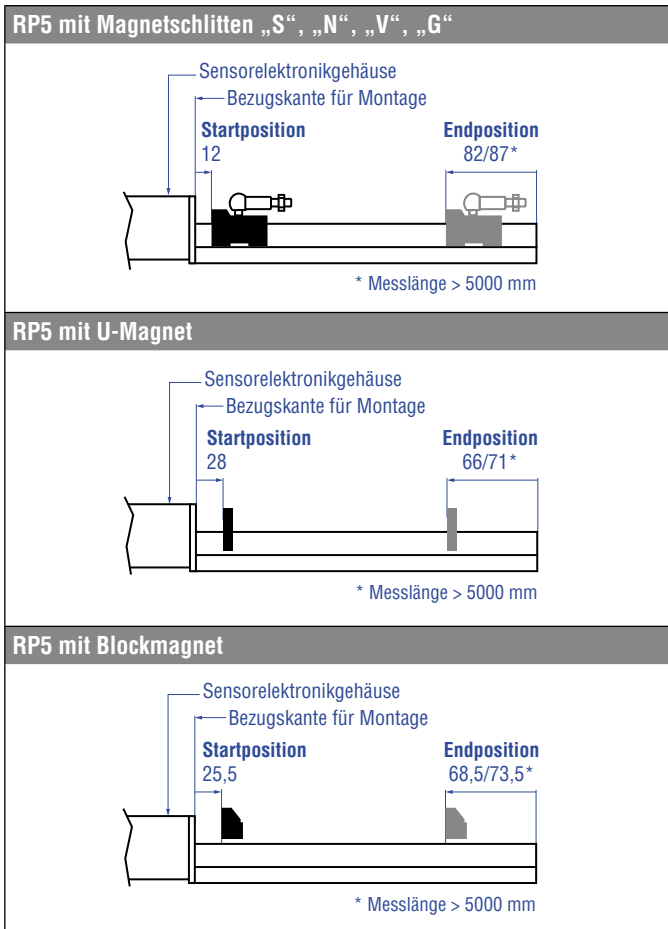 RP5 mit Magnetschlitten „S“, „N“, „V“, „G“
Sensorelektronikgehäuse
Bezugskante für Montage
Startposition
12
Endposition
82/87*
* Messlänge > 5000 mm
RP5 mit U-Magnet
Sensorelektronikgehäuse
Bezugskante für Montage
Startposition
28
Endposition
66/71*
* Messlänge > 5000 mm
RP5 mit Blockmagnet
Sensorelektronikgehäuse
Bezugskante für Montage
Startposition
25,5
Endposition
68,5/73,5*
* Messlänge > 5000 mm